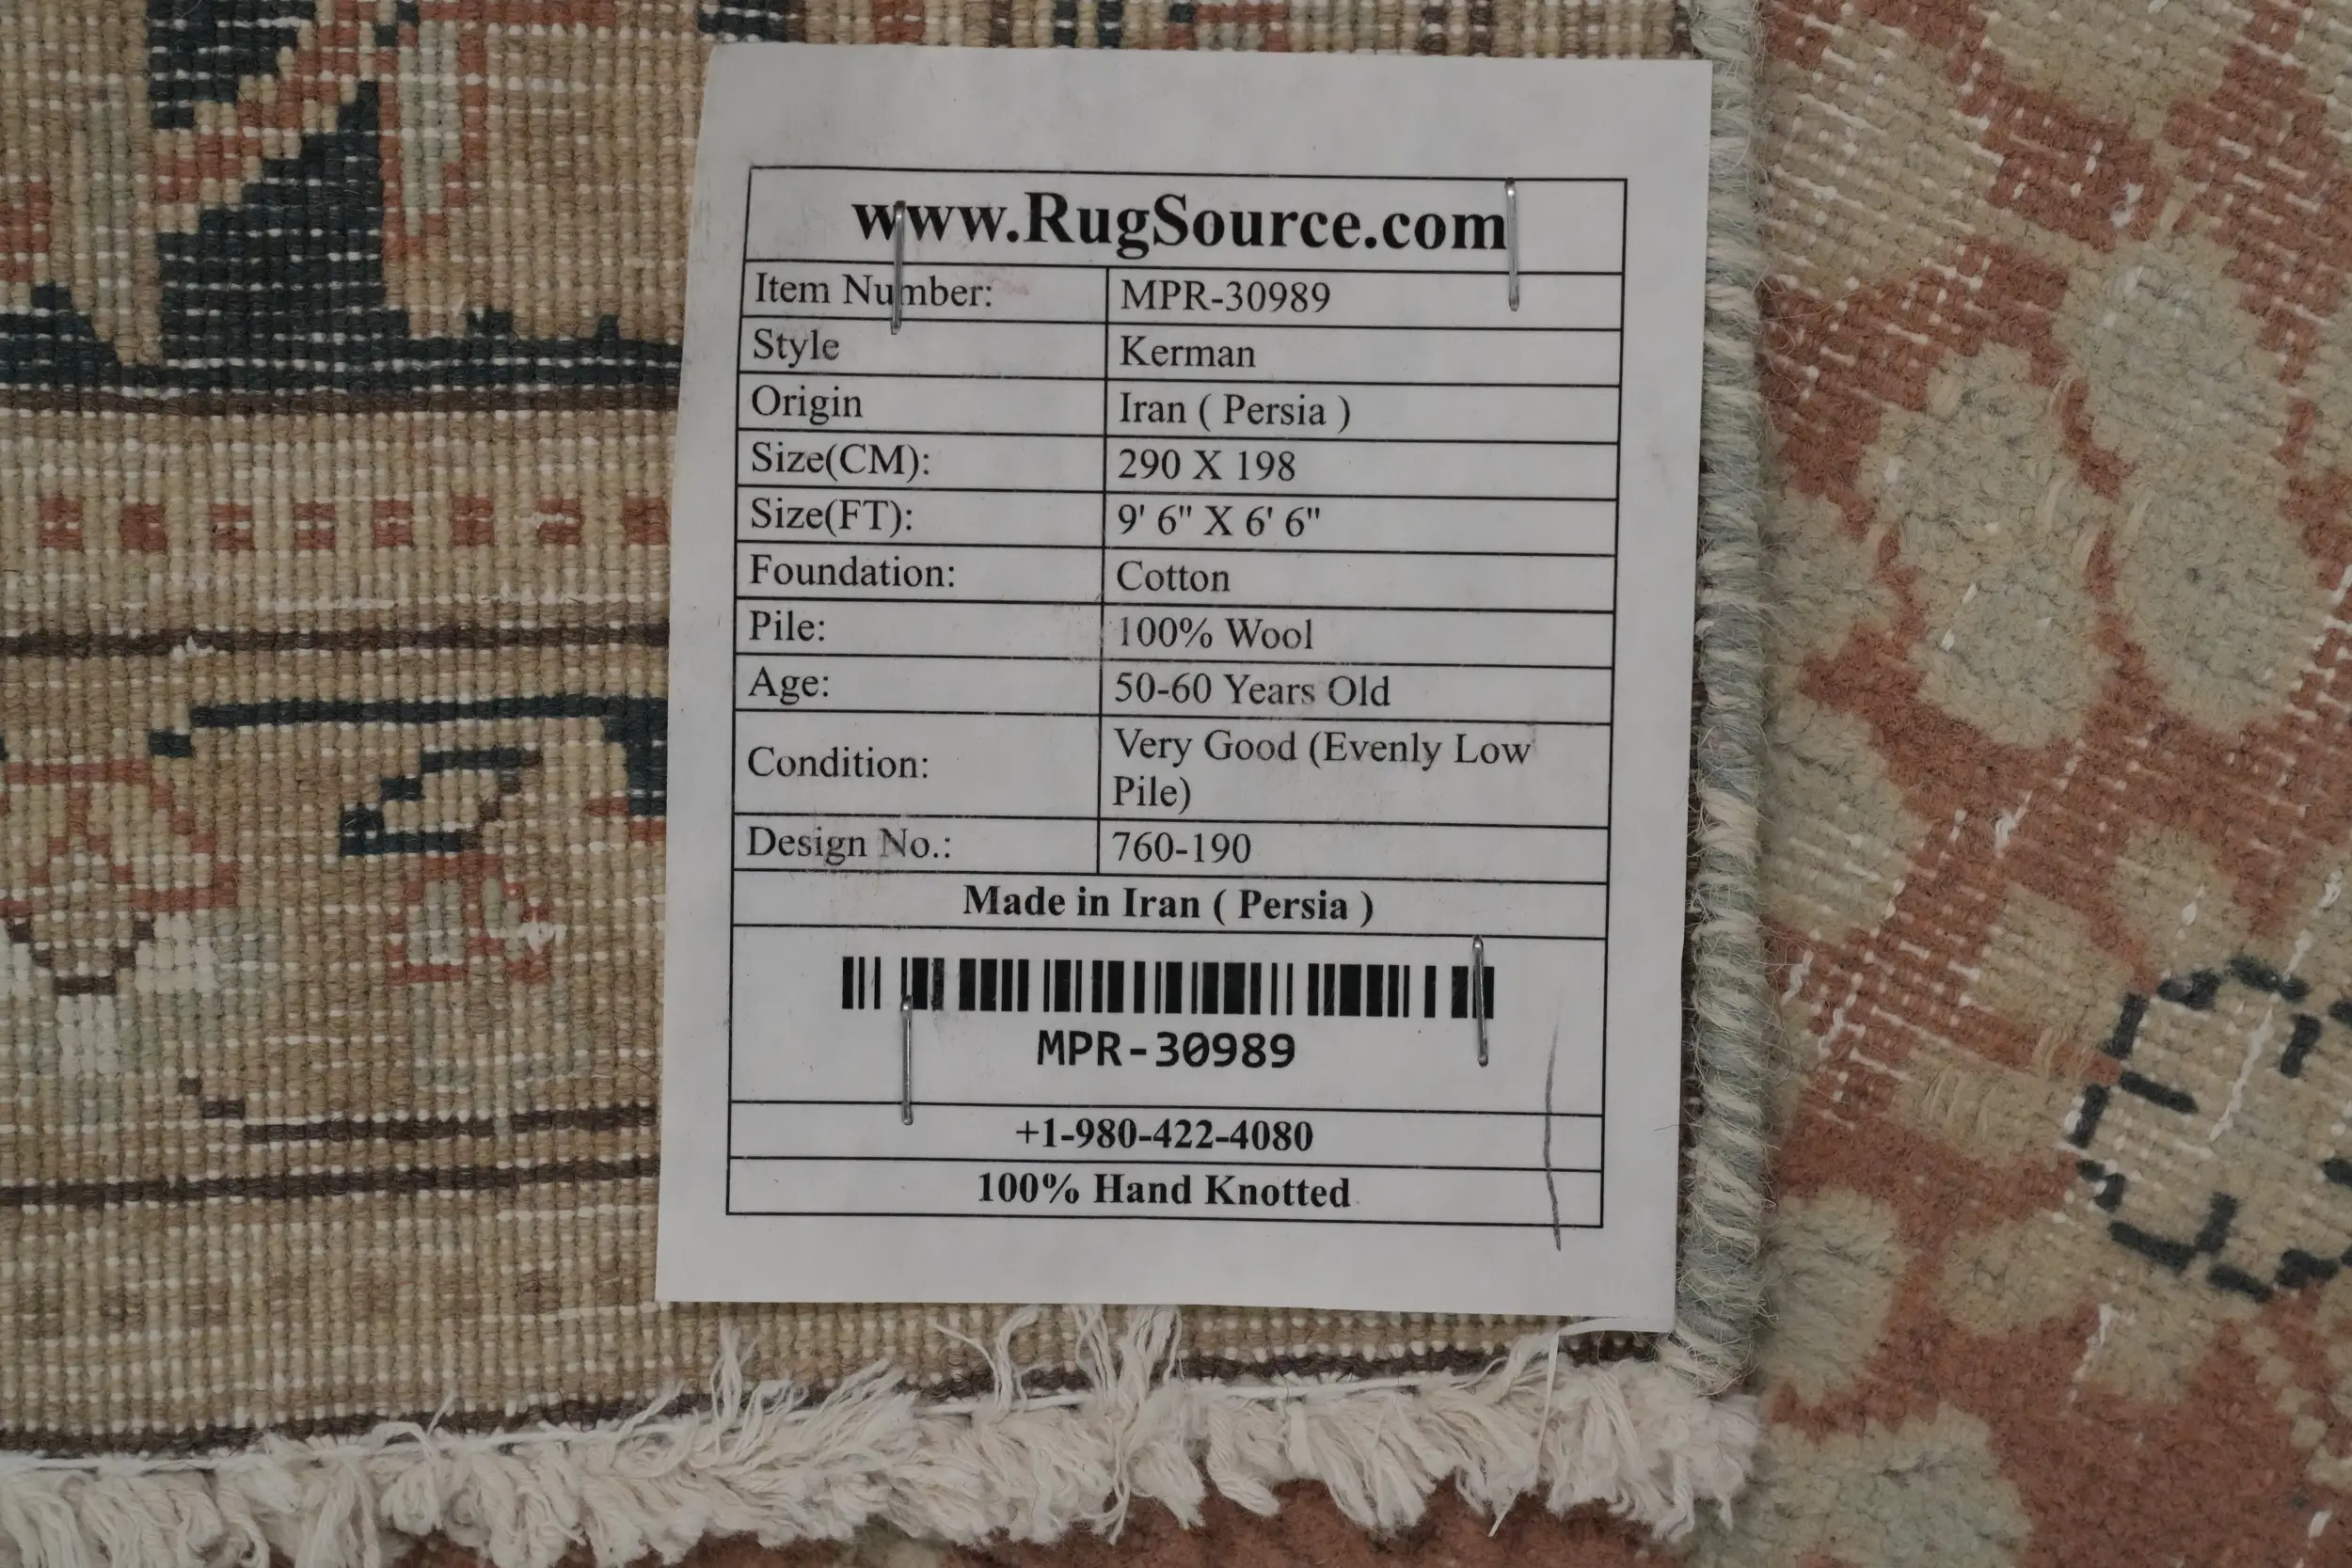 www.RugSource.com
Item Number: MPR-30989
Style Kerman
Origin Iran ( Persia )
Size(CM): 290 X 198
Size(FT): 9' 6" X 6' 6"
Foundation: Cotton
Pile: 100% Wool
Age: 50-60 Years Old
Condition: Very Good (Evenly Low
Pile)
Design No.: 760-190
Made in Iran ( Persia )
MPR-30989
+1-980-422-4080
100% Hand Knotted